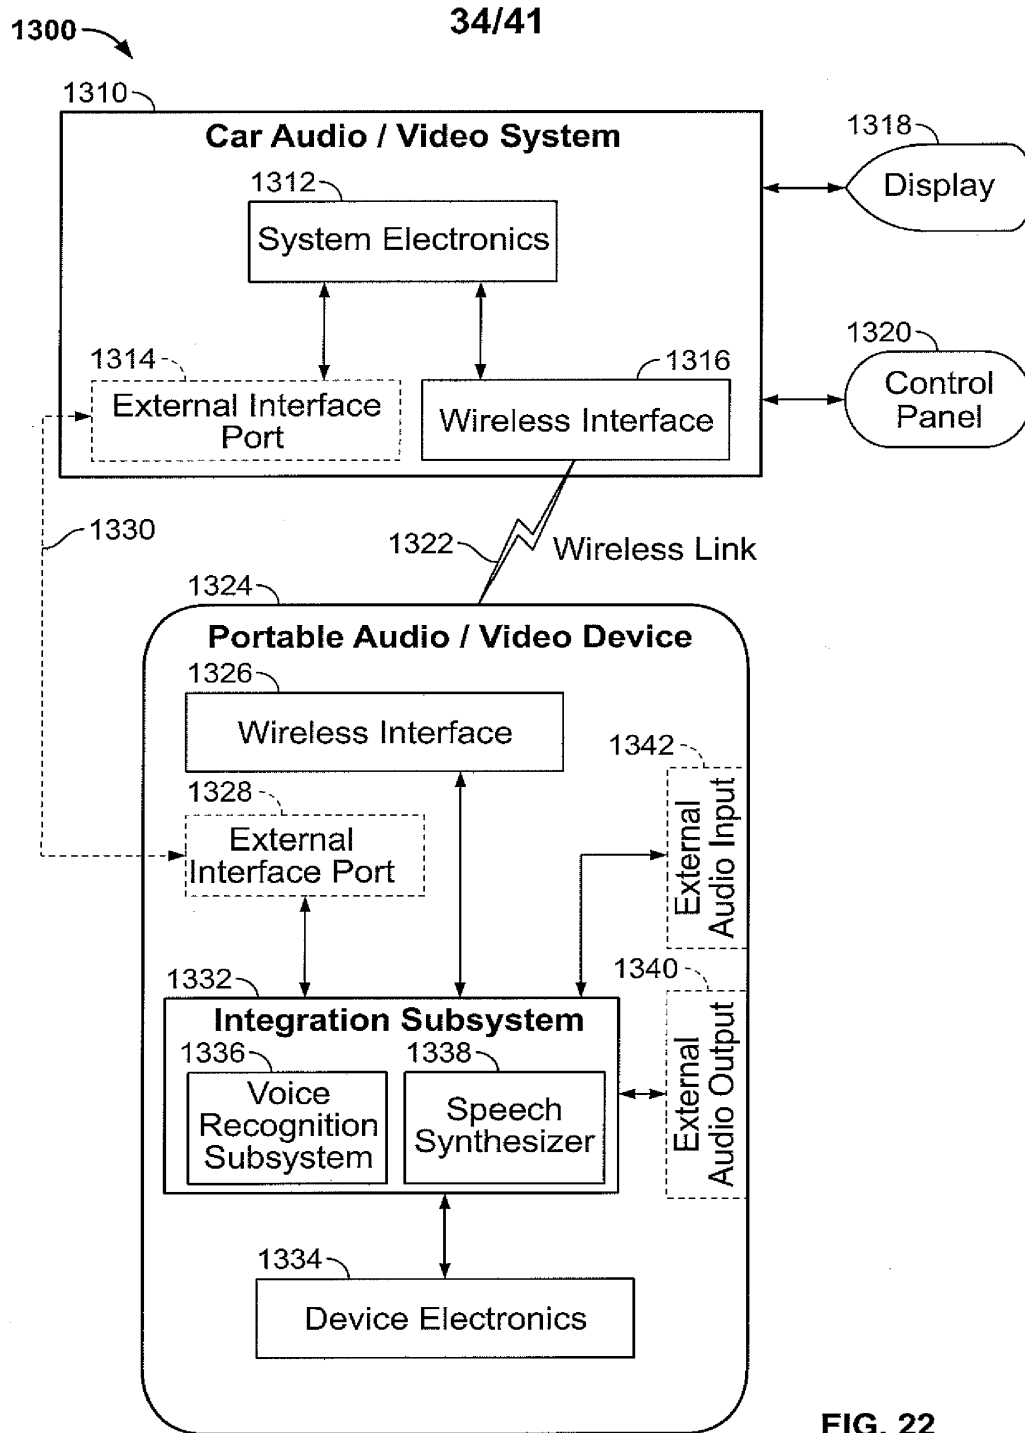 34/41
1300
1310
Car Audio / Video System
1312
System Electronics
1314
External Interface
Port
1316
Wireless Interface
1318
Display
1320
Control
Panel
1330
1322
Wireless Link
1324
Portable Audio / Video Device
1326
Wireless Interface
1328
External
Interface Port
1342
External
Audio Input
1332
Integration Subsystem
1336
Voice
Recognition
Subsystem
1338
Speech
Synthesizer
1340
External
Audio Output
1334
Device Electronics
FIG. 22